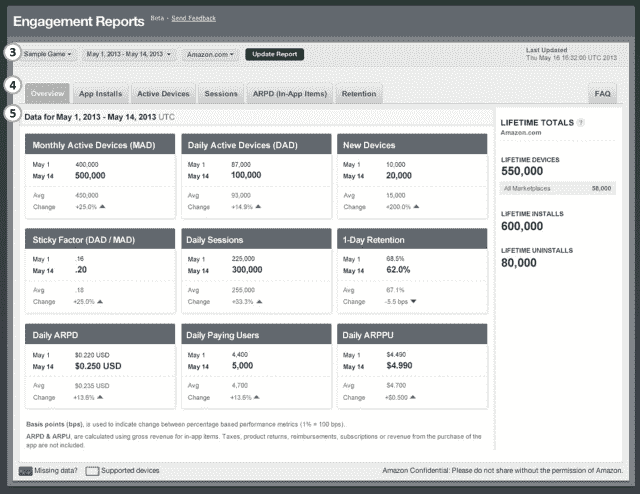 Engagement Reports Beta - Send Feedback
3 Sample Game May 1, 2013 - May 14, 2013 Amazon.com Update Report
Last Updated
Thu May 16 16:32:00 UTC 2013
4 Overview App Installs Active Devices Sessions ARPD (In-App Items) Retention FAQ
5 Data for May 1, 2013 - May 14, 2013 UTC
Monthly Active Devices (MAD)
May 1 400,000
May 14 500,000
Avg 450,000
Change +25.0%
Daily Active Devices (DAD)
May 1 87,000
May 14 100,000
Avg 93,000
Change +14.9%
New Devices
May 1 10,000
May 14 20,000
Avg 15,000
Change +200.0%
Sticky Factor (DAD / MAD)
May 1 .16
May 14 .20
Avg .18
Change +25.0%
Daily Sessions
May 1 225,000
May 14 300,000
Avg 255,000
Change +33.3%
1-Day Retention
May 1 68.5%
May 14 62.0%
Avg 67.1%
Change -5.5 bps
Daily ARPD
May 1 $0.220 USD
May 14 $0.250 USD
Avg $0.235 USD
Change +13.6%
Daily Paying Users
May 1 4,400
May 14 5,000
Avg 4,700
Change +13.6%
Daily ARPPU
May 1 $4.490
May 14 $4.990
Avg $4.700
Change +$0.500
LIFETIME TOTALS ?
Amazon.com
LIFETIME DEVICES
550,000
All Marketplaces 58,000
LIFETIME INSTALLS
600,000
LIFETIME UNINSTALLS
80,000
Basis points (bps), is used to indicate change between percentage based performance metrics (1% = 100 bps).
ARPD & ARPU, are calculated using gross revenue for in-app items. Taxes, product returns, reimbursements, subscriptions or revenue from the purchase of the
app are not included.
Missing data? Supported devices
Amazon Confidential: Please do not share without the permission of Amazon.